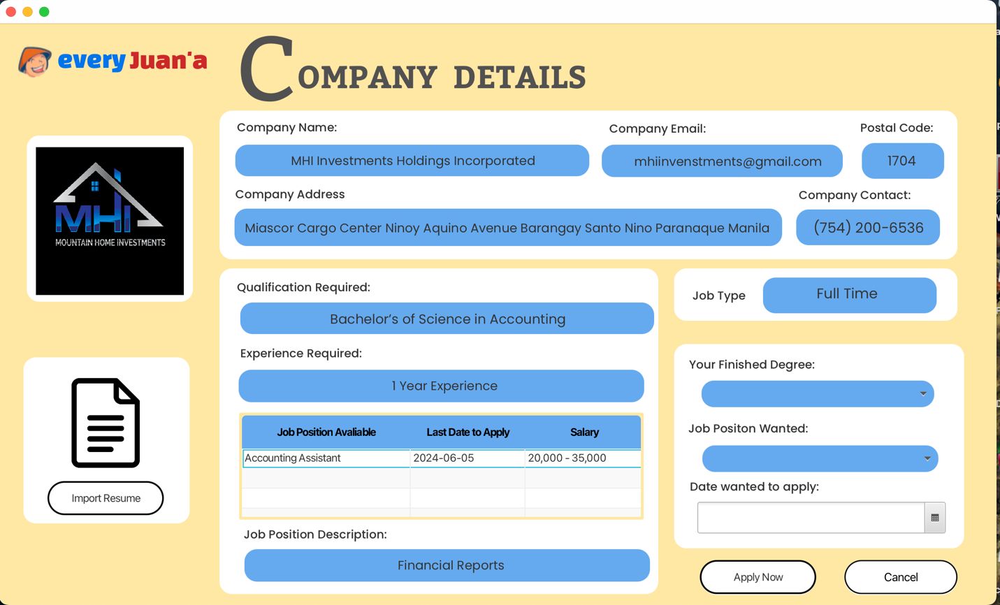 every Juan'a
COMPANY DETAILS
Company Name:
Company Email:
Postal Code:
MHI Investments Holdings Incorporated
mhiinvenstments@gmail.com
1704
Company Address
Company Contact:
Miascor Cargo Center Ninoy Aquino Avenue Barangay Santo Nino Paranaque Manila
(754) 200-6536
MHI
MOUNTAIN HOME INVESTMENTS
Qualification Required:
Bachelor’s of Science in Accounting
Job Type
Full Time
Experience Required:
1 Year Experience
Your Finished Degree:
Job Positon Wanted:
Date wanted to apply:
Job Position Avaliable Last Date to Apply Salary
Accounting Assistant 2024-06-05 20,000 - 35,000
Import Resume
Job Position Description:
Financial Reports
Apply Now
Cancel